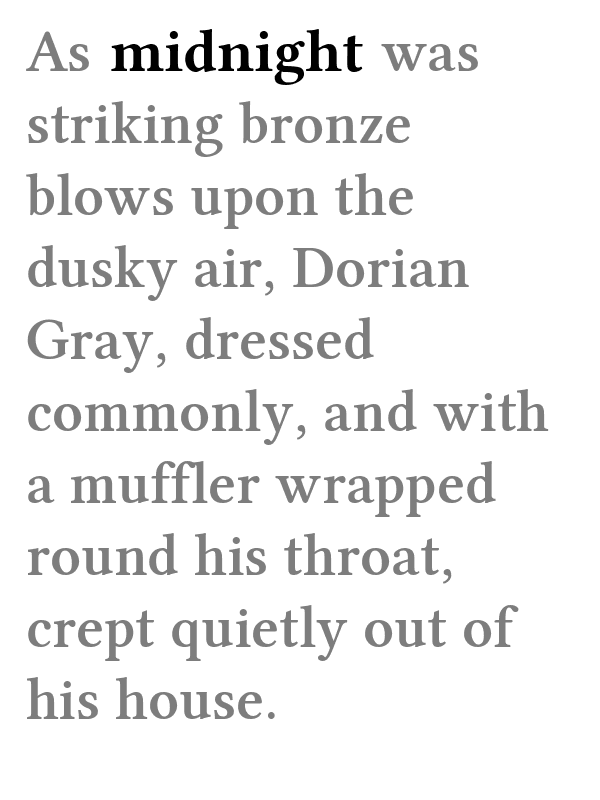 As midnight was
striking bronze
blows upon the
dusky air, Dorian
Gray, dressed
commonly, and with
a muffler wrapped
round his throat,
crept quietly out of
his house.